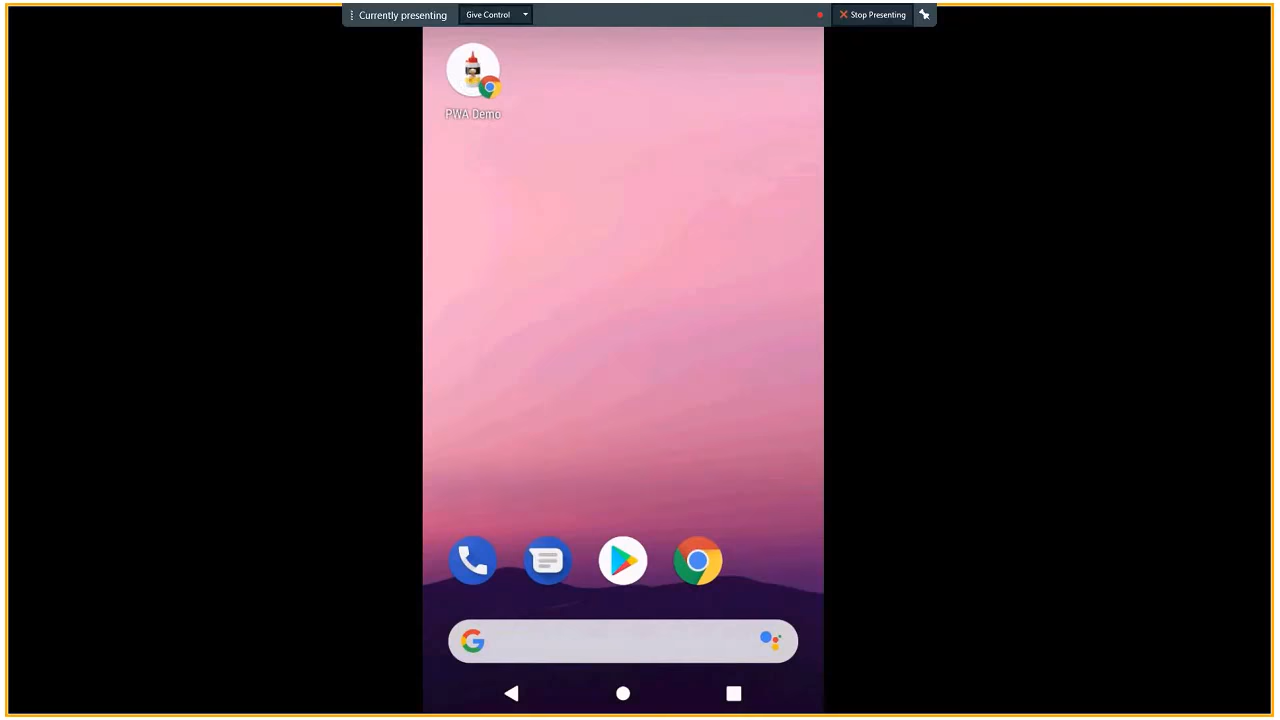 Currently presenting
Give Control
Stop Presenting
PWA Demo